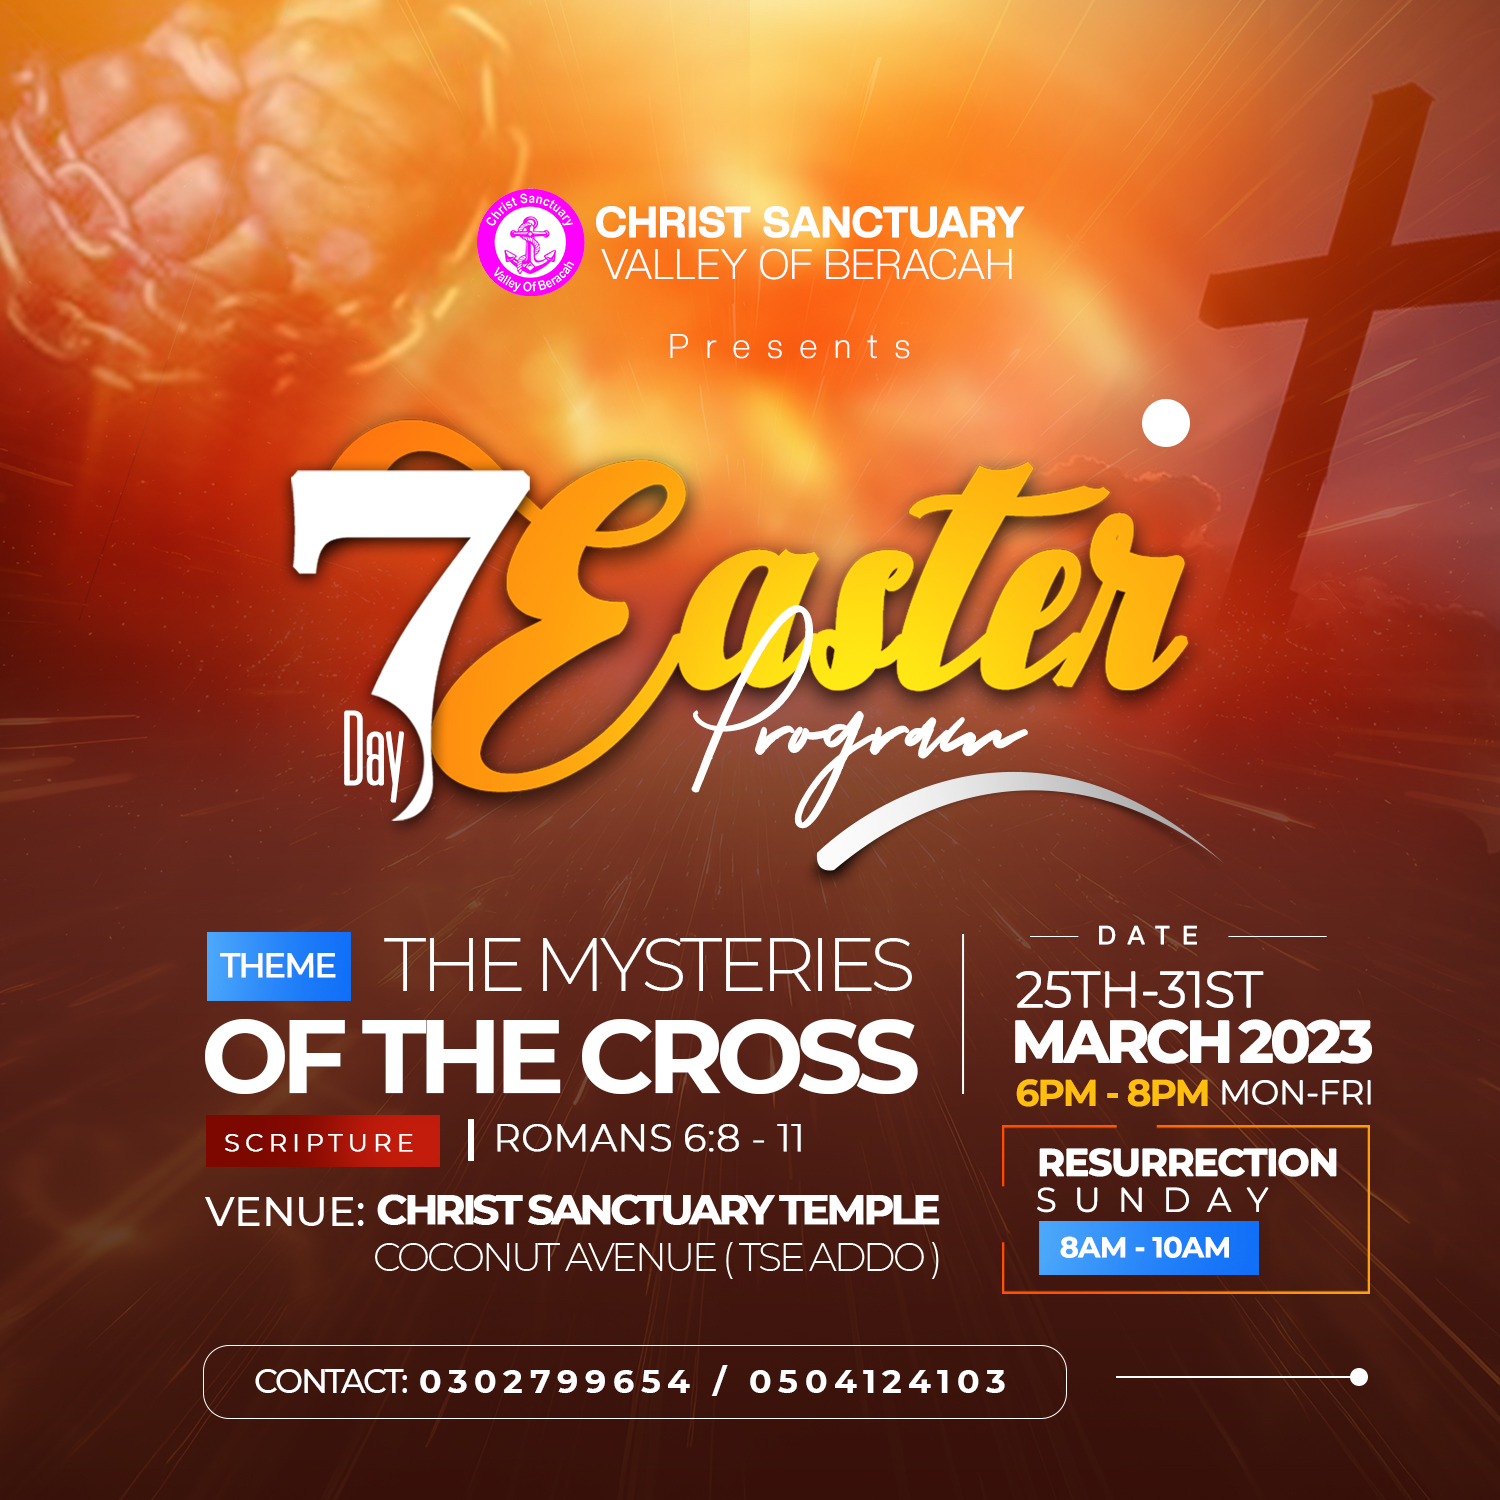 Christ Sanctuary
Valley Of Beracah
CHRIST SANCTUARY
VALLEY OF BERACAH
Presents
7 Easter
Day
Program
THEME THE MYSTERIES
OF THE CROSS
SCRIPTURE | ROMANS 6:8 - 11
VENUE: CHRIST SANCTUARY TEMPLE
COCONUT AVENUE ( TSE ADDO )
DATE
25TH-31ST
MARCH 2023
6PM - 8PM MON-FRI
RESURRECTION
SUNDAY
8AM - 10AM
CONTACT: 0302799654 / 0504124103